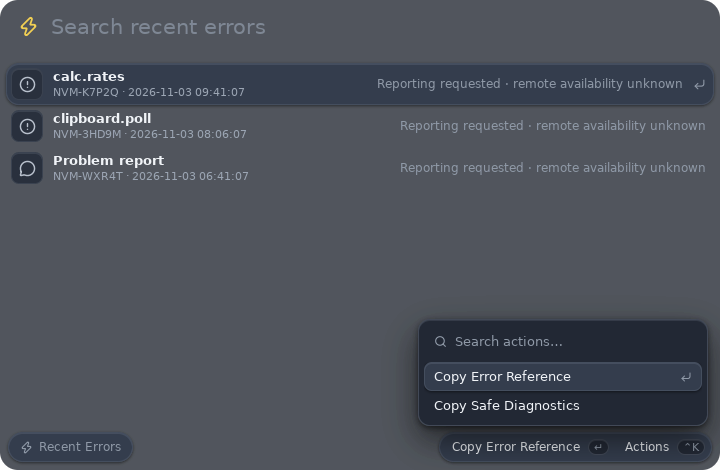 Search recent errors
calc.rates
NVM-K7P2Q · 2026-11-03 09:41:07
Reporting requested · remote availability unknown
clipboard.poll
NVM-3HD9M · 2026-11-03 08:06:07
Reporting requested · remote availability unknown
Problem report
NVM-WXR4T · 2026-11-03 06:41:07
Reporting requested · remote availability unknown
Search actions...
Copy Error Reference
Copy Safe Diagnostics
Recent Errors
Copy Error Reference ↵ Actions ^K